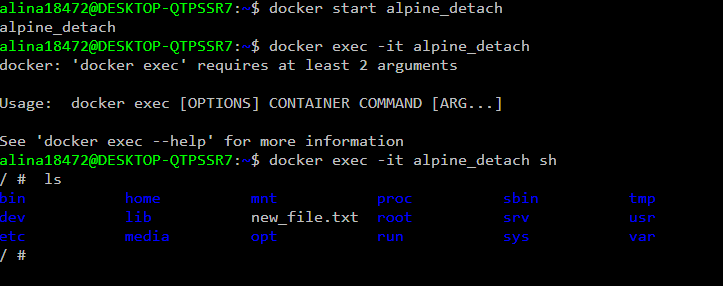 alina18472@DESKTOP-QTPSSR7:~$ docker start alpine_detach
alpine_detach
alina18472@DESKTOP-QTPSSR7:~$ docker exec -it alpine_detach
docker: 'docker exec' requires at least 2 arguments

Usage:  docker exec [OPTIONS] CONTAINER COMMAND [ARG...]

See 'docker exec --help' for more information
alina18472@DESKTOP-QTPSSR7:~$ docker exec -it alpine_detach sh
/ #  ls
bin           home          mnt           proc          sbin          tmp
dev           lib           new_file.txt  root          srv           usr
etc           media         opt           run           sys           var
/ #